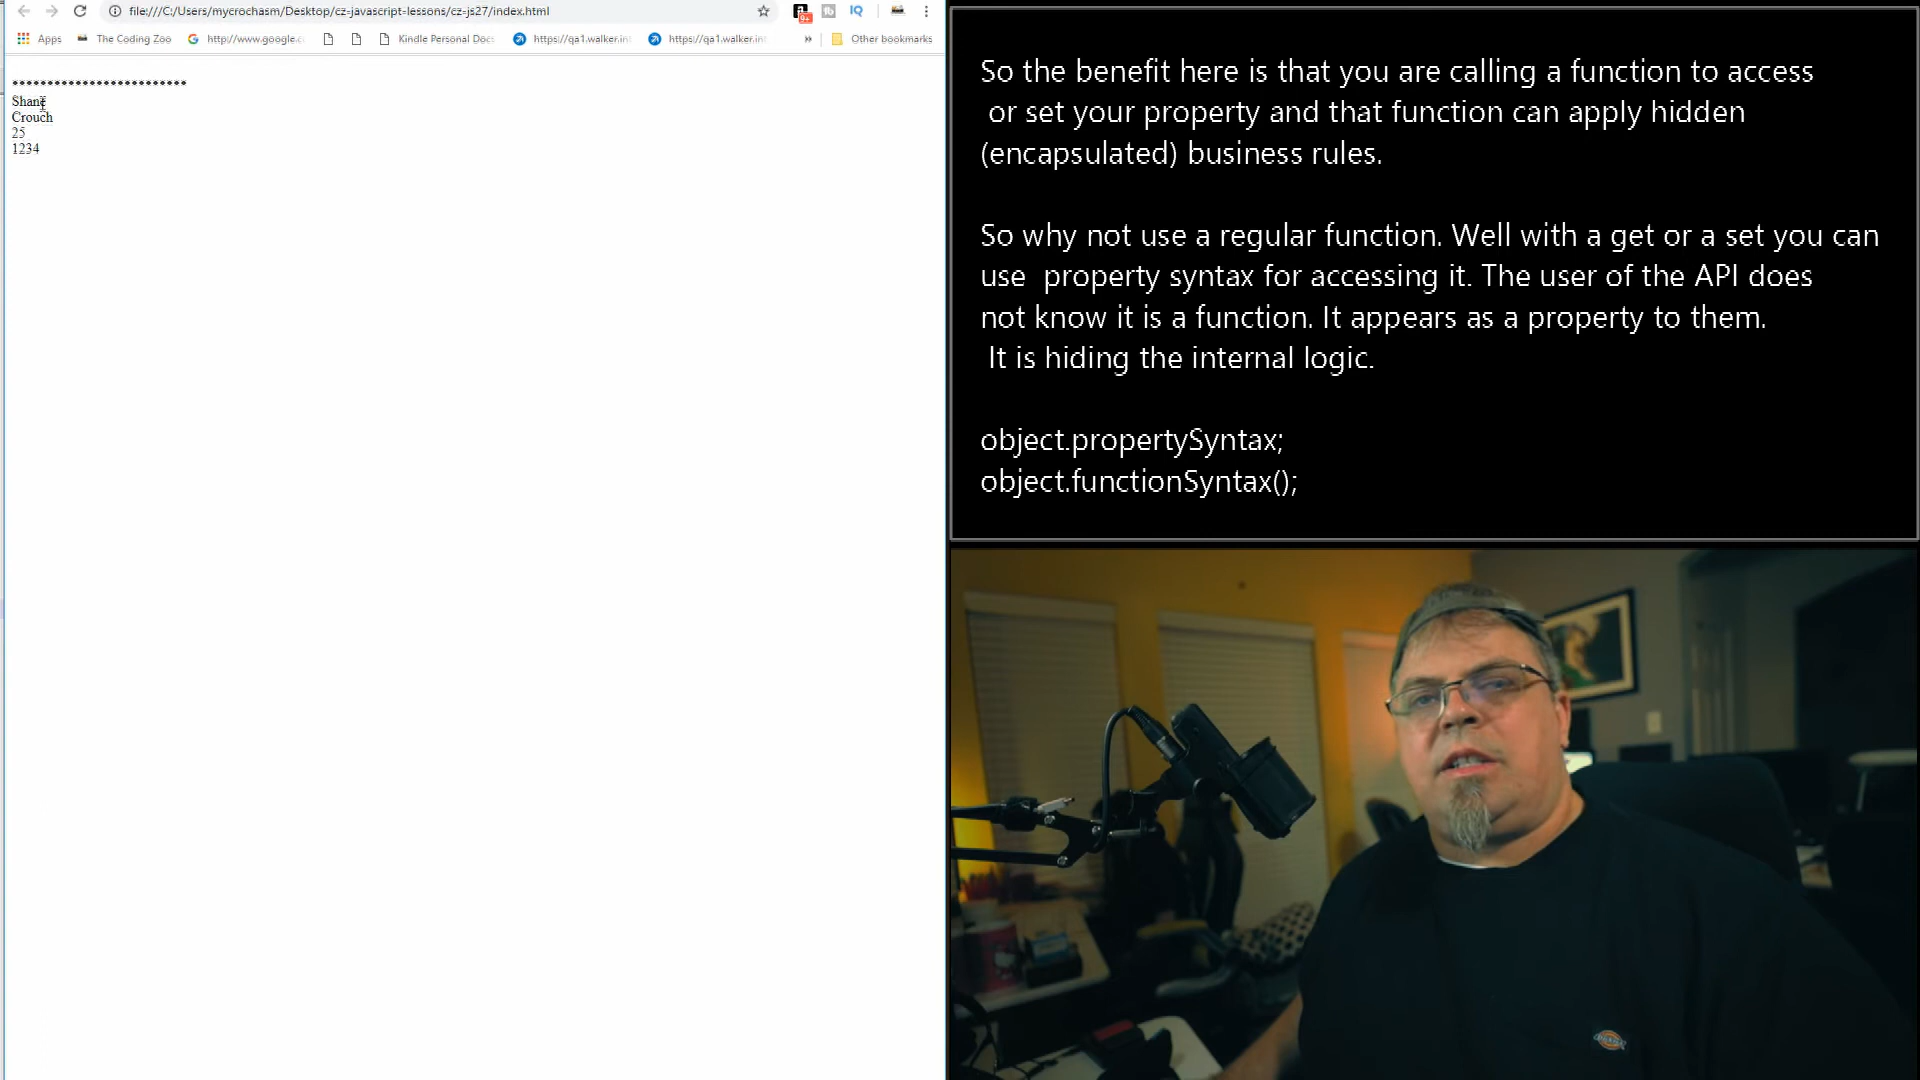 file:///C:/Users/mycrochasm/Desktop/cz-javascript-lessons/cz-js27/index.html
9+
IQ
Apps
The Coding Zoo
http://www.google.c
Kindle Personal Doc
https://qa1.walker.in
https://qa1.walker.in
»
Other bookmarks
*************************
Shane
Crouch
25
1234
So the benefit here is that you are calling a function to access
or set your property and that function can apply hidden
(encapsulated) business rules.
So why not use a regular function. Well with a get or a set you can
use property syntax for accessing it. The user of the API does
not know it is a function. It appears as a property to them.
It is hiding the internal logic.
object.propertySyntax;
object.functionSyntax();